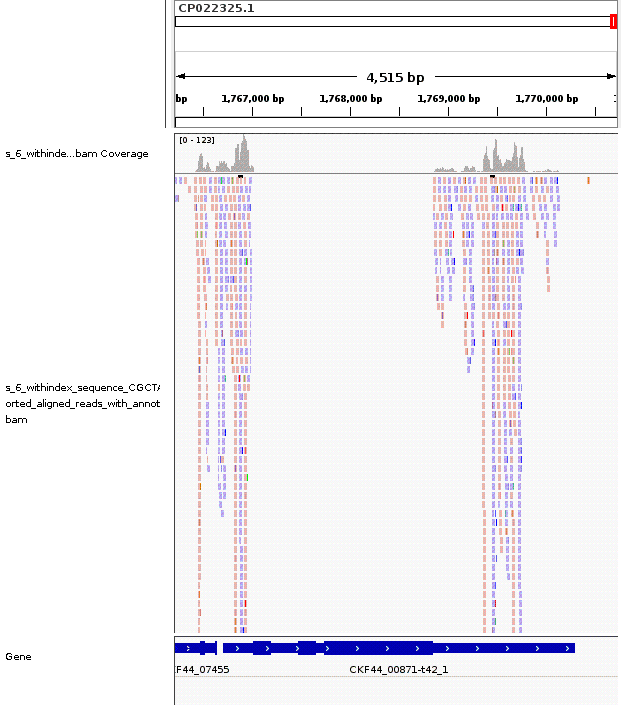 CP022325.1
4,515 bp
bp 1,767,000 bp 1,768,000 bp 1,769,000 bp 1,770,000 bp
[0 - 123]
s_6_withinde...bam Coverage
s_6_withindex_sequence_CGCTA
orted_aligned_reads_with_annot
bam
Gene
F44_07455 CKF44_00871-t42_1